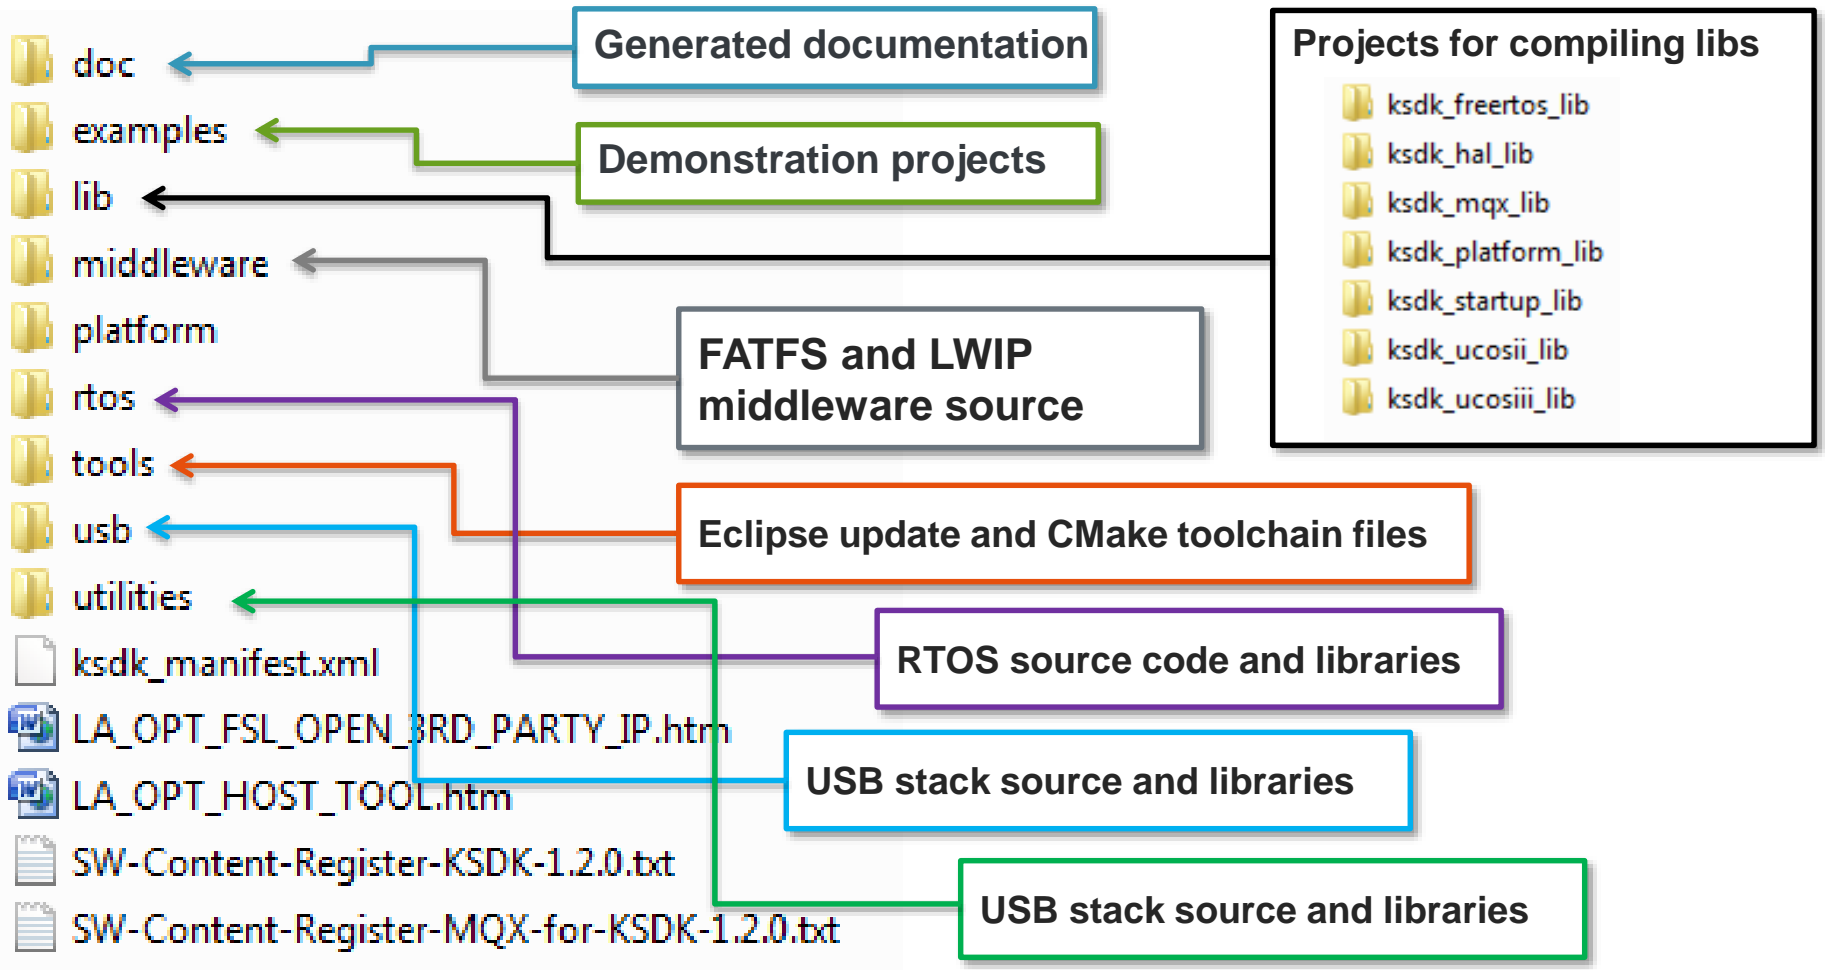 doc
examples
lib
middleware
platform
rtos
tools
usb
utilities
ksdk_manifest.xml
LA_OPT_FSL_OPEN_3RD_PARTY_IP.htm
LA_OPT_HOST_TOOL.htm
SW-Content-Register-KSDK-1.2.0.txt
SW-Content-Register-MQX-for-KSDK-1.2.0.txt
Generated documentation
Demonstration projects
FATFS and LWIP
middleware source
Eclipse update and CMake toolchain files
RTOS source code and libraries
USB stack source and libraries
USB stack source and libraries
Projects for compiling libs
ksdk_freertos_lib
ksdk_hal_lib
ksdk_mqx_lib
ksdk_platform_lib
ksdk_startup_lib
ksdk_ucosii_lib
ksdk_ucosiii_lib